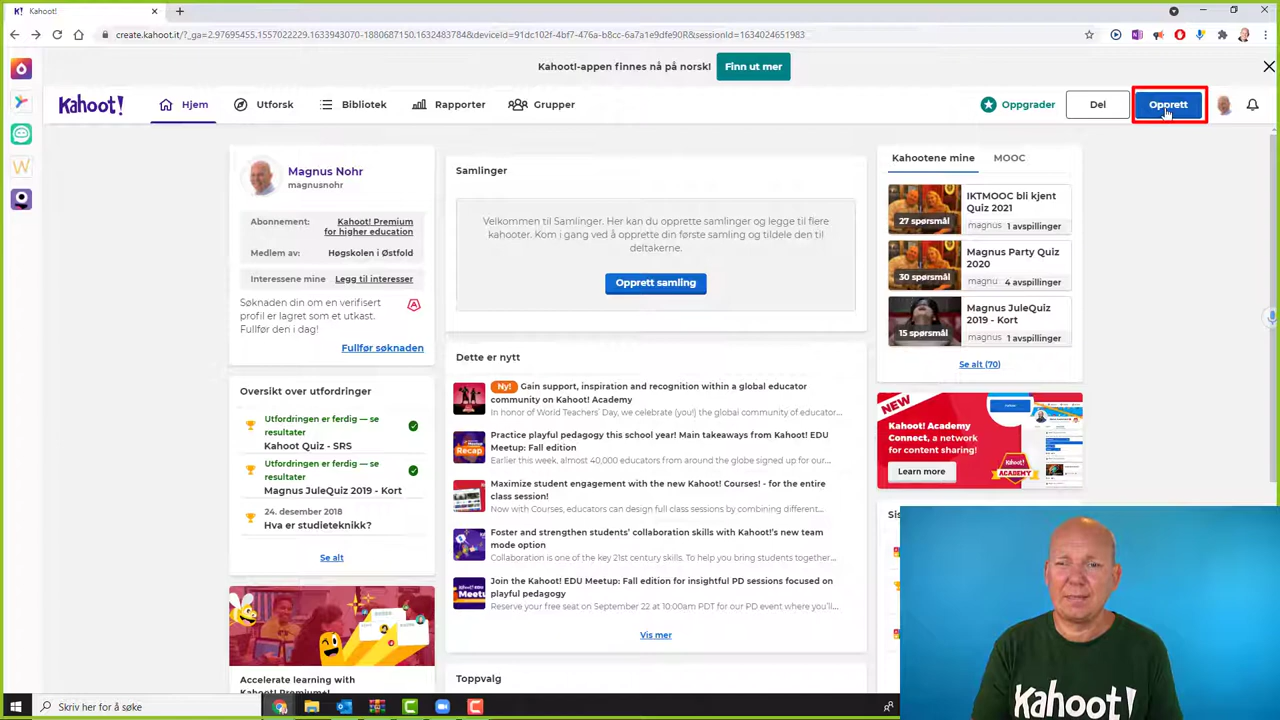 K! Kahoot!
create.kahoot.it/?_ga=2.97695455.1557022229.1633943070-1880687150.1632483784&deviceId=91dc102f-4bf7-476a-b8cc-6a7a1e9dfe90R&sessionId=1634024651983
Kahoot!-appen finnes nå på norsk!
Finn ut mer
Kahoot!
Hjem
Utforsk
Bibliotek
Rapporter
Grupper
Oppgrader
Del
Opprett
Magnus Nohr
magnusnohr
Abonnement:
Kahoot! Premium
for higher education
Medlem av:
Høgskolen i Østfold
Interessene mine
Legg til interesser
Søknaden din om en verifisert
profil er lagret som et utkast.
Fullfør den i dag!
Fullfør søknaden
Oversikt over utfordringer
Utfordringen er ferdig — se
resultater
Kahoot Quiz - SRS
Utfordringen er ferdig — se
resultater
Magnus JuleQuiz 2019 - Kort
24. desember 2018
Hva er studieteknikk?
Se alt
Accelerate learning with
Kahoot! Premium+!
Samlinger
Velkommen til Samlinger. Her kan du opprette samlinger og legge til flere
kahooter. Kom i gang ved å opprette din første samling og tildele den til
deltakerne.
Opprett samling
Dette er nytt
Ny! Gain support, inspiration and recognition within a global educator
community on Kahoot! Academy
In honor of World Teachers' Day, we celebrate (you!) the global community of educator...
Recap
Practice playful pedagogy this school year! Main takeaways from Kahoot! EDU
Meetup: Fall edition
Earlier this week, almost 40,000 educators from around the globe signed up for our...
Maximize student engagement with the new Kahoot! Courses! - for the entire
class session!
Now with Courses, educators can design full class sessions by combining different...
Foster and strengthen students' collaboration skills with Kahoot!'s new team
mode option
Collaboration is one of the key 21st century skills. To help you bring students together...
Meetu
Join the Kahoot! EDU Meetup: Fall edition for insightful PD sessions focused on
playful pedagogy
Reserve your free seat on September 22 at 10:00am PDT for our PD event where you'll...
Vis mer
Toppvalg
Kahootene mine
MOOC
27 spørsmål
IKTMOOC bli kjent
Quiz 2021
magnus 1 avspillinger
30 spørsmål
Magnus Party Quiz
2020
magnu 4 avspillinger
15 spørsmål
Magnus JuleQuiz
2019 - Kort
magnus 1 avspillinger
Se alt (70)
NEW
Kahoot! Academy
Connect, a network
for content sharing!
Learn more
Kahoot!
ACADEMY
Sis
Kahoot!
Skriv her for å søke